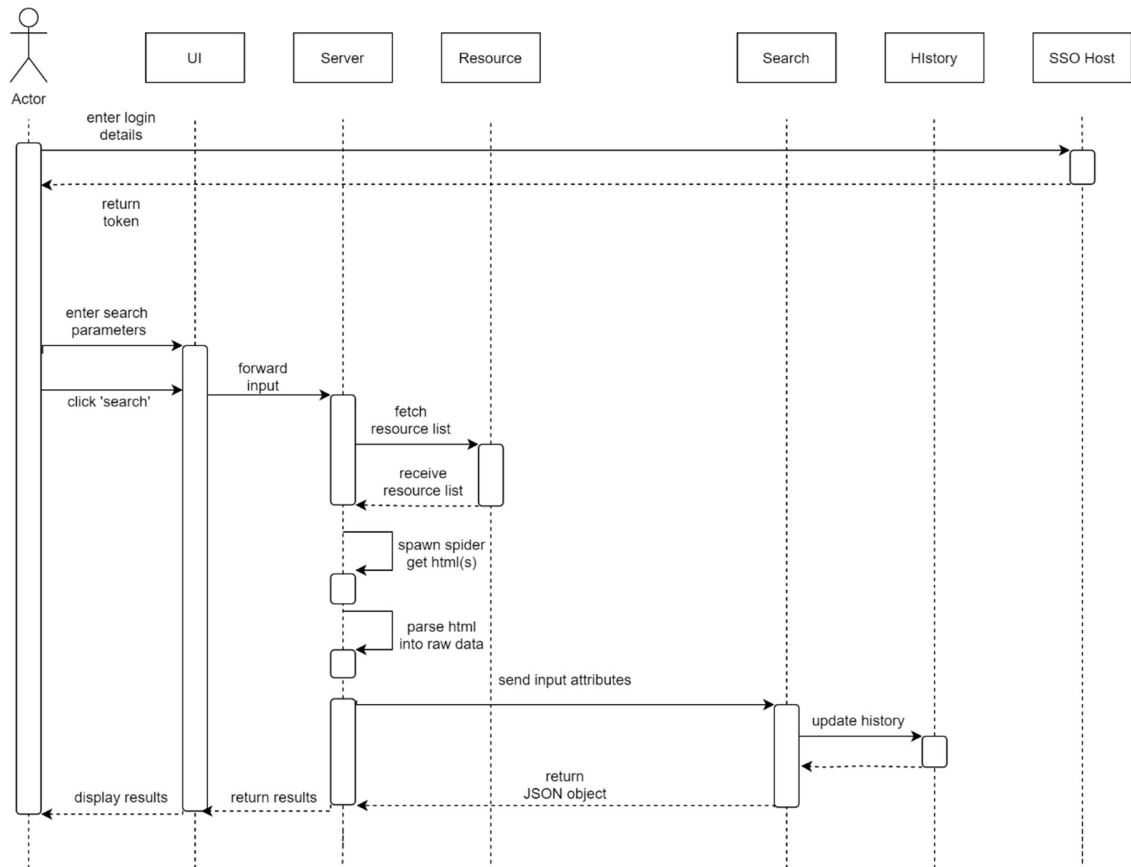 UI
Server
Resource
Search
HIstory
SSO Host
Actor
enter login
details
return
token
enter search
parameters
click 'search'
forward
input
fetch
resource list
receive
resource list
spawn spider
get html(s)
parse html
into raw data
send input attributes
update history
return
JSON object
return results
display results